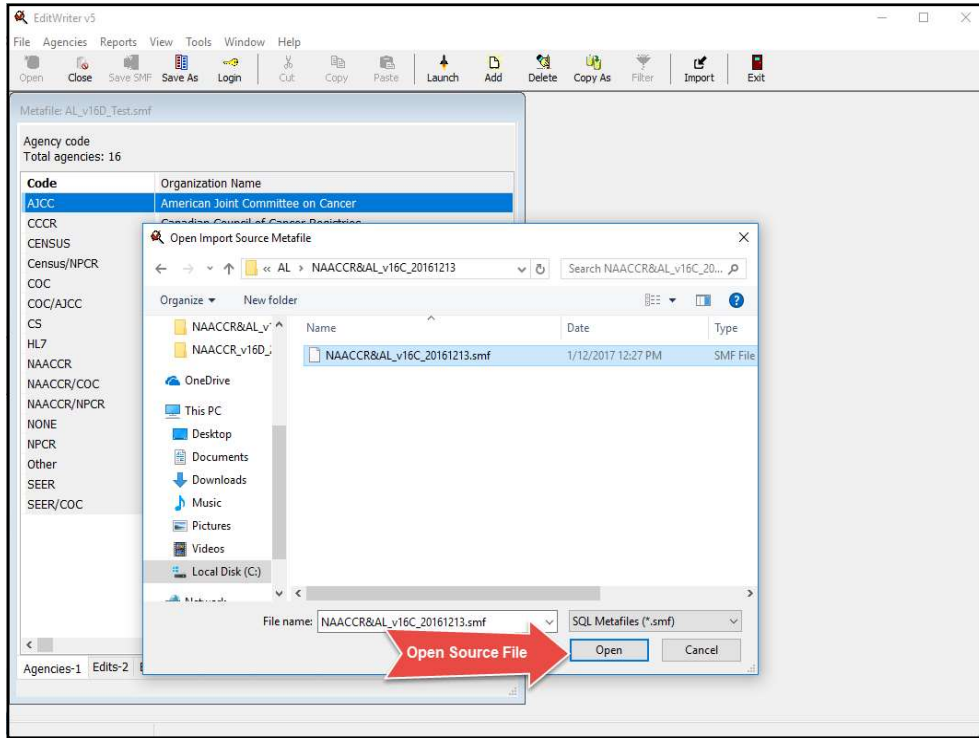 EditWriter v5
File Agencies Reports View Tools Window Help
Open Close Save SMF Save As Login Cut Copy Paste Launch Add Delete Copy As Filter Import Exit
Metafile: AL_v16D_Test.smf
Agency code
Total agencies: 16
Code Organization Name
AJCC American Joint Committee on Cancer
CCCR Canadian Council of Cancer Registries
CENSUS
Census/NPCR
COC
COC/AJCC
CS
HL7
NAACCR
NAACCR/COC
NAACCR/NPCR
NONE
NPCR
Other
SEER
SEER/COC
Agencies-1 Edits-2
Open Import Source Metafile
« AL › NAACCR&AL_v16C_20161213
Search NAACCR&AL_v16C_20...
Organize New folder
NAACCR&AL_v
NAACCR_v16D_
OneDrive
This PC
Desktop
Documents
Downloads
Music
Pictures
Videos
Local Disk (C:)
Network
Name Date Type
NAACCR&AL_v16C_20161213.smf 1/12/2017 12:27 PM SMF File
File name: NAACCR&AL_v16C_20161213.smf SQL Metafiles (*.smf)
Open Source File
Open Cancel